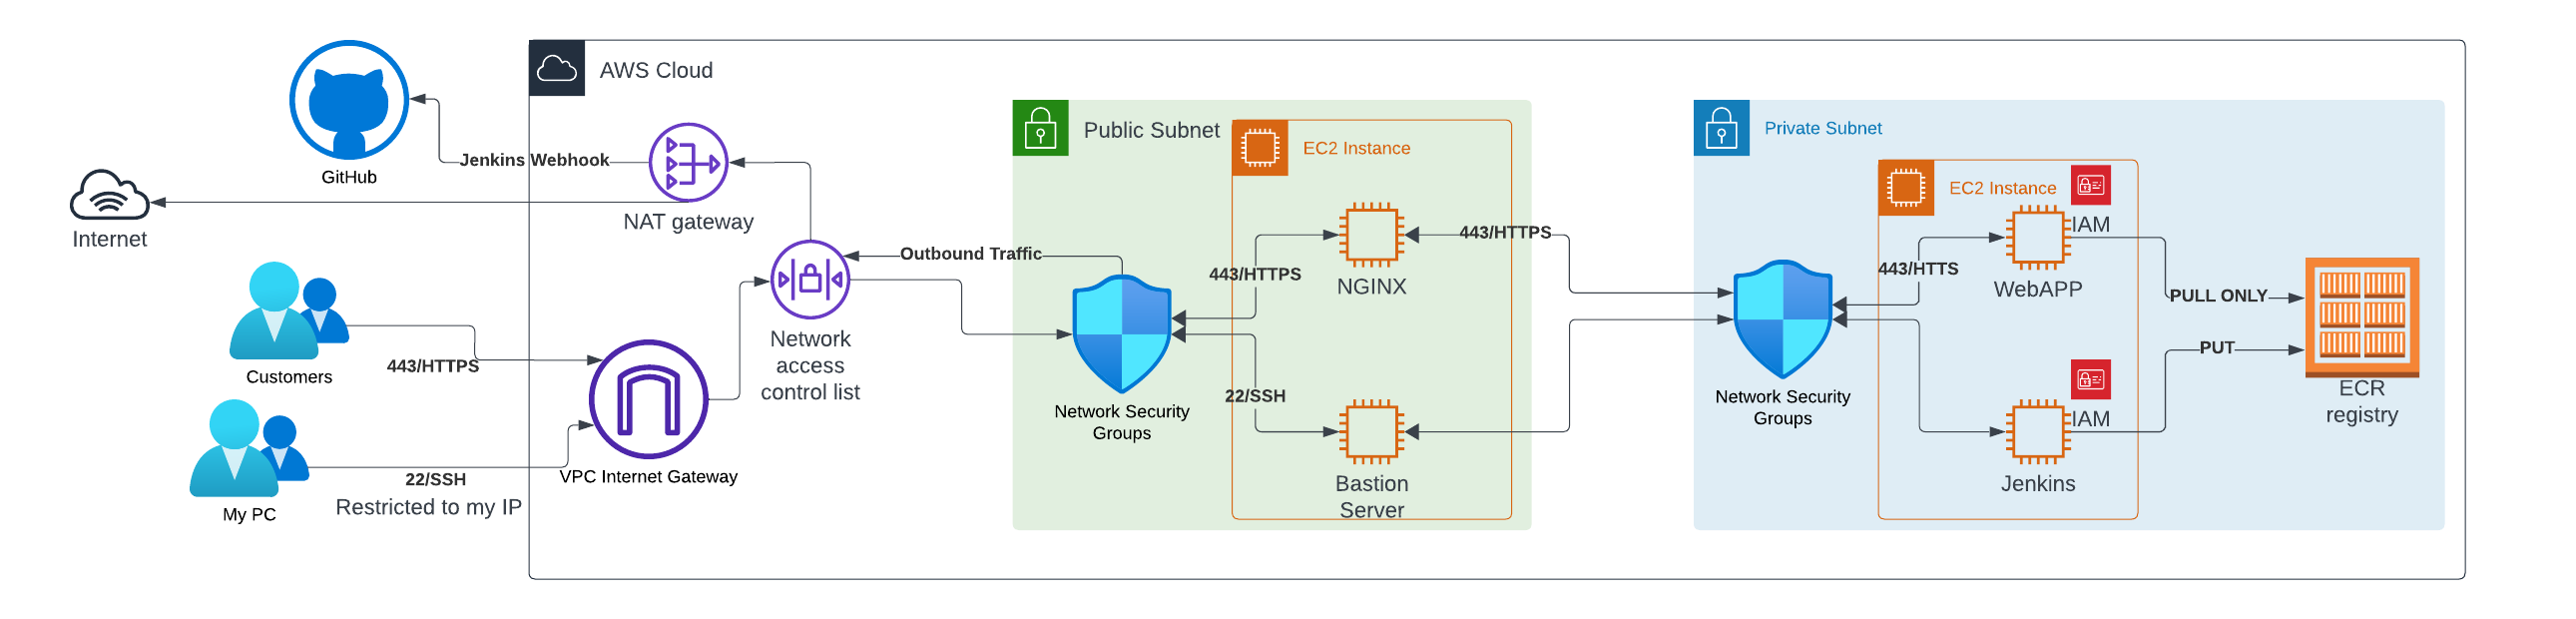 AWS Cloud
GitHub
Jenkins Webhook
NAT gateway
Internet
Customers
443/HTTPS
My PC
22/SSH
Restricted to my IP
VPC Internet Gateway
Network
access
control list
Outbound Traffic
Public Subnet
Network Security
Groups
EC2 Instance
443/HTTPS
NGINX
22/SSH
Bastion
Server
443/HTTPS
Private Subnet
Network Security
Groups
EC2 Instance
IAM
443/HTTS
WebAPP
IAM
Jenkins
PULL ONLY
PUT
ECR
registry